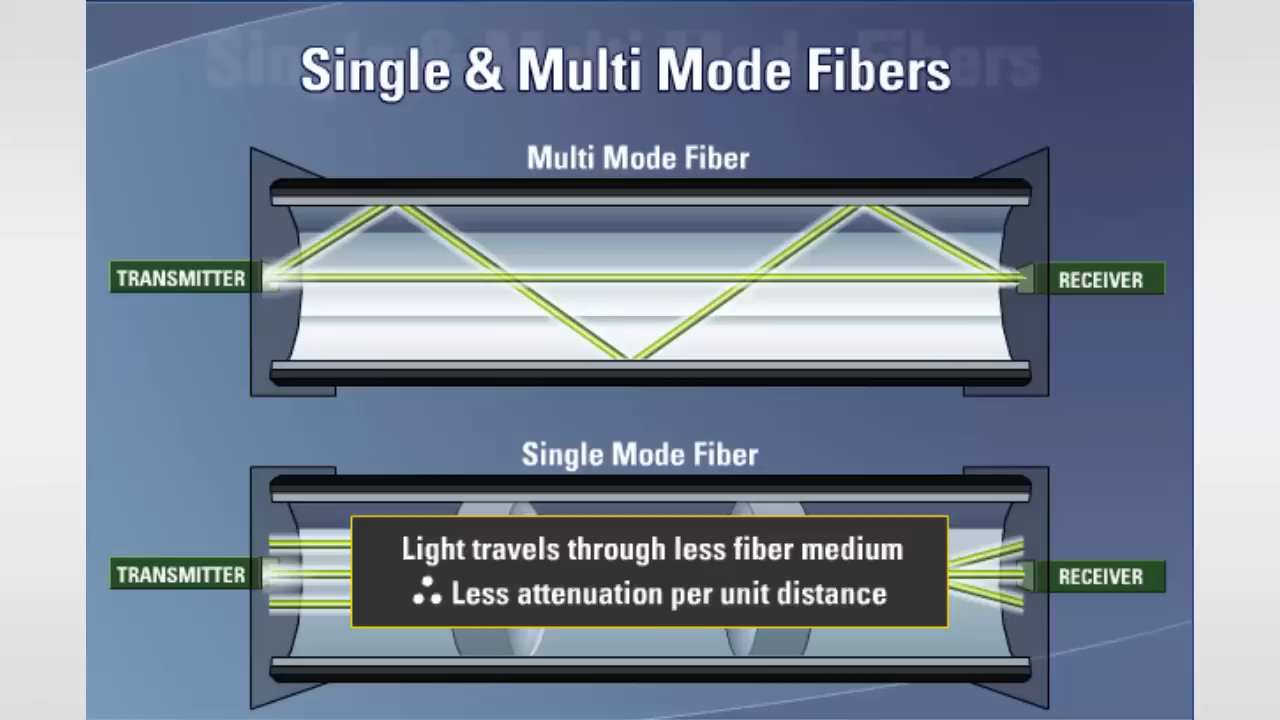 Single & Multi Mode Fibers
Multi Mode Fiber
TRANSMITTER
RECEIVER
Single Mode Fiber
Light travels through less fiber medium
∴ Less attenuation per unit distance
TRANSMITTER
RECEIVER